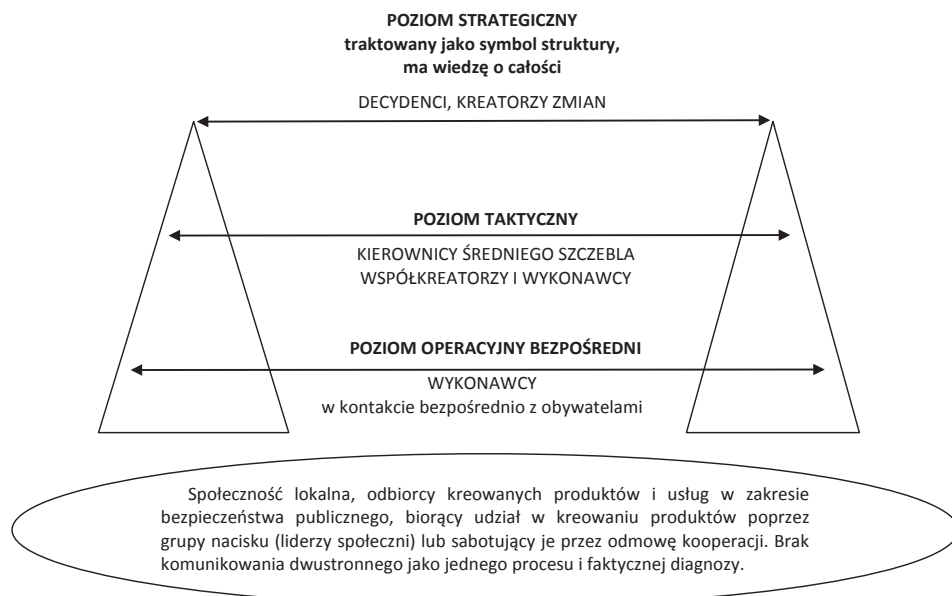 POZIOM STRATEGICZNY
traktowany jako symbol struktury,
ma wiedzę o całości
DECYDENCI, KREATORZY ZMIAN
POZIOM TAKTYCZNY
KIEROWNICY ŚREDNIEGO SZCZEBLA
WSPÓŁKREATORZY I WYKONAWCY
POZIOM OPERACYJNY BEZPOŚREDNI
WYKONAWCY
w kontakcie bezpośrednio z obywatelami
Społeczność lokalna, odbiorcy kreowanych produktów i usług w zakresie
bezpieczeństwa publicznego, biorący udział w kreowaniu produktów poprzez
grupy nacisku (liderzy społeczni) lub sabotujący je przez odmowę kooperacji. Brak
komunikowania dwustronnego jako jednego procesu i faktycznej diagnozy.